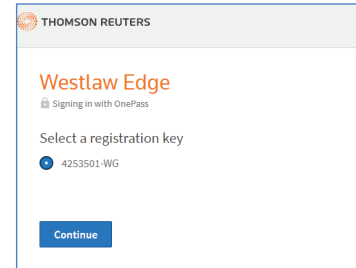 THOMSON REUTERS
Westlaw Edge
Signing in with OnePass
Select a registration key
4253501-WG
Continue